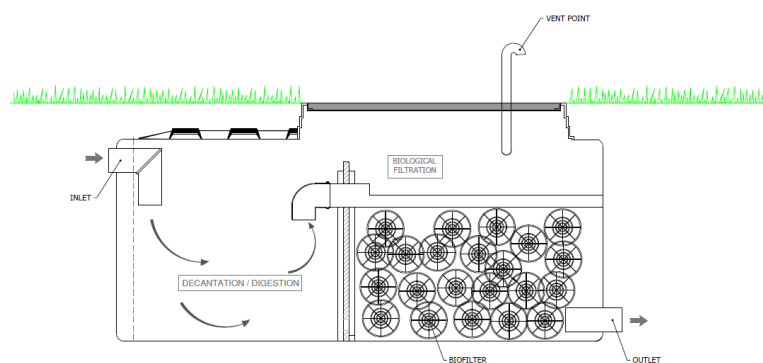 VENT POINT
BIOLOGICAL
FILTRATION
INLET
DECANTATION / DIGESTION
BIOFILTER
OUTLET